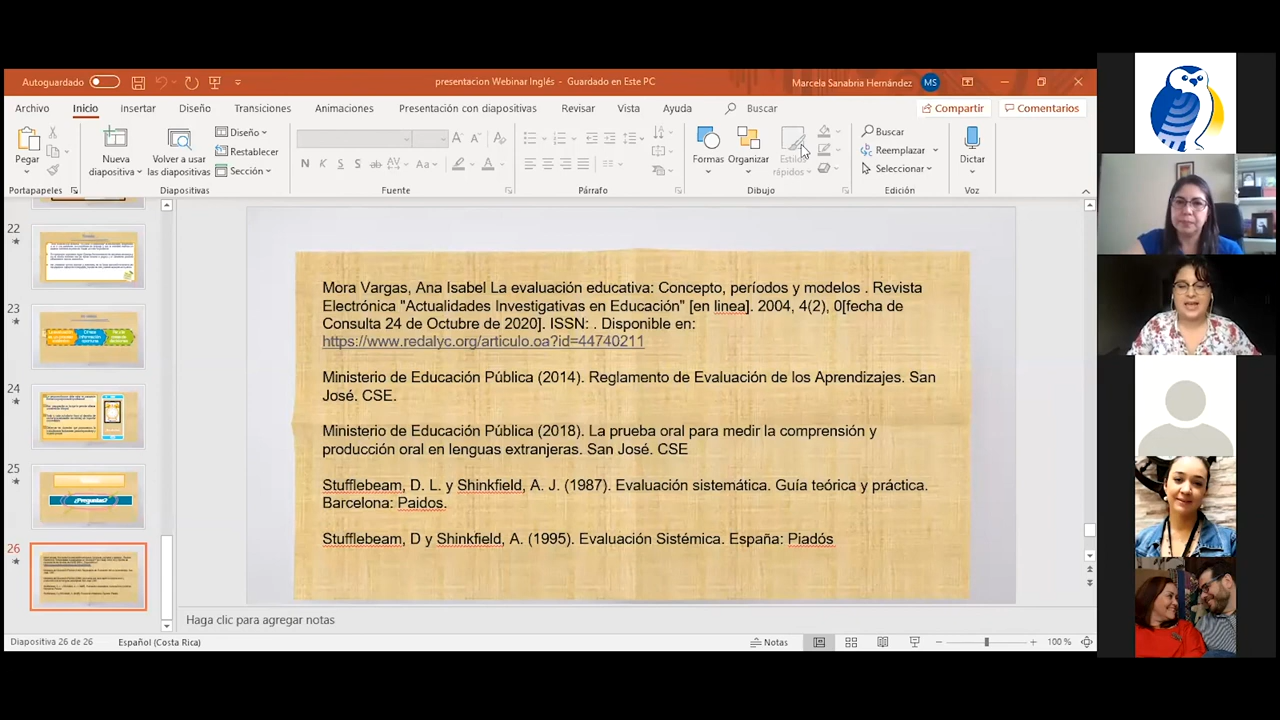 Autoguardado
presentacion Webinar Inglés - Guardado en Este PC
Marcela Sanabria Hernández
MS
Archivo
Inicio
Insertar
Diseño
Transiciones
Animaciones
Presentación con diapositivas
Revisar
Vista
Ayuda
Buscar
Compartir
Comentarios
Pegar
Nueva
diapositiva
Volver a usar
las diapositivas
Diseño
Restablecer
Sección
N K S S ab AV Aa A
Formas
Organizar
Estilos
rápidos
Buscar
Reemplazar
Seleccionar
Dictar
Portapapeles
Diapositivas
Fuente
Párrafo
Dibujo
Edición
Voz
22
23
24
25
¿Preguntas?
26
Mora Vargas, Ana Isabel La evaluación educativa: Concepto, períodos y modelos . Revista
Electrónica "Actualidades Investigativas en Educación" [en linea]. 2004, 4(2), 0[fecha de
Consulta 24 de Octubre de 2020]. ISSN: . Disponible en:
https://www.redalyc.org/articulo.oa?id=44740211
Ministerio de Educación Pública (2014). Reglamento de Evaluación de los Aprendizajes. San
José. CSE.
Ministerio de Educación Pública (2018). La prueba oral para medir la comprensión y
producción oral en lenguas extranjeras. San José. CSE
Stufflebeam, D. L. y Shinkfield, A. J. (1987). Evaluación sistemática. Guía teórica y práctica.
Barcelona: Paidos.
Stufflebeam, D y Shinkfield, A. (1995). Evaluación Sistémica. España: Piadós
Haga clic para agregar notas
Diapositiva 26 de 26
Español (Costa Rica)
Notas
100 %